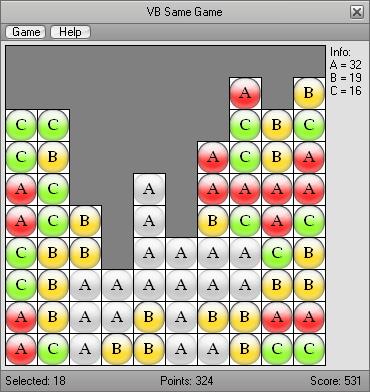 VB Same Game
Game Help
Info:
A = 32
B = 19
C = 16
A B
C C C B C
C B A C B A
A C A A A A A
A C B A B C A C
C B B A A A A C B
C B A A A A A A B B
A B A A B A B B A A
A C A B B A A B C C
Selected: 18 Points: 324 Score: 531